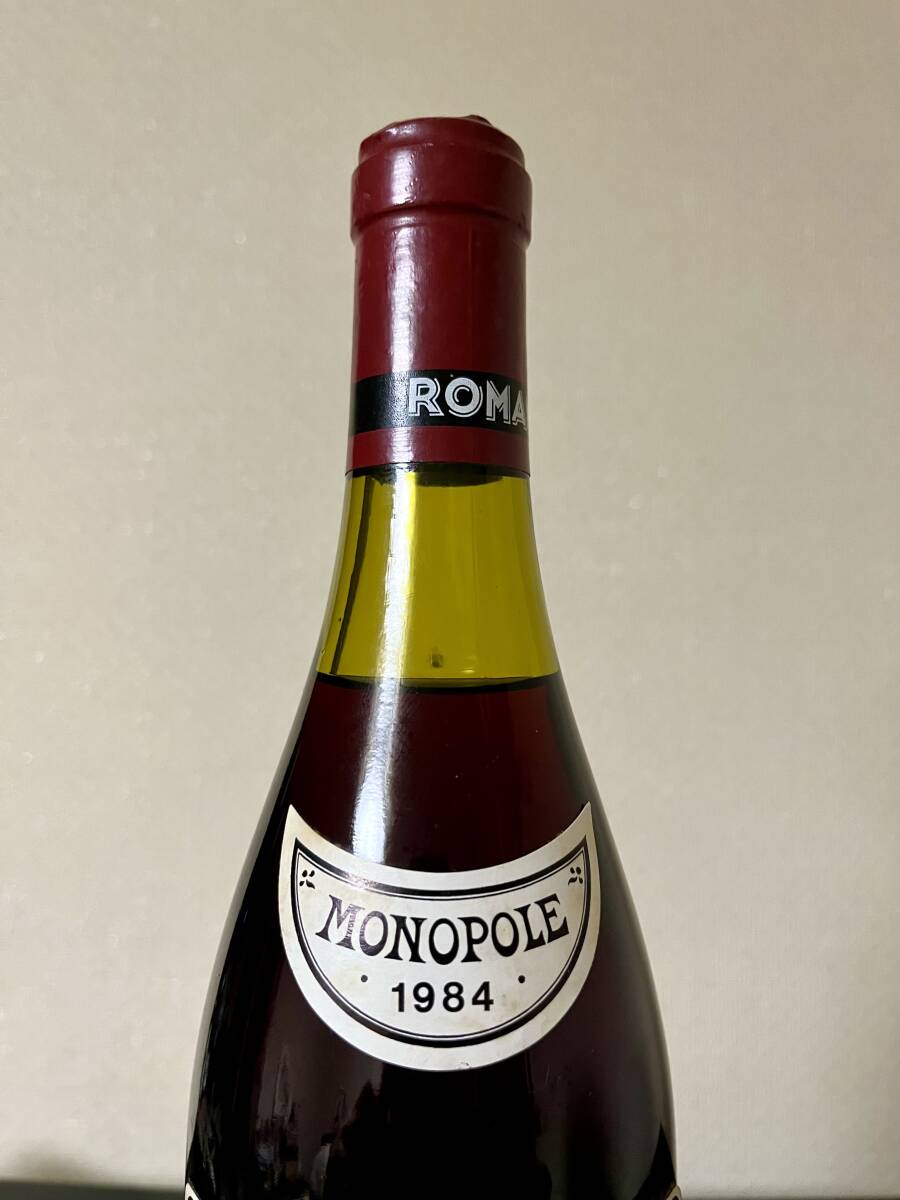 ROMA
MONOPOLE
· 1984 ·